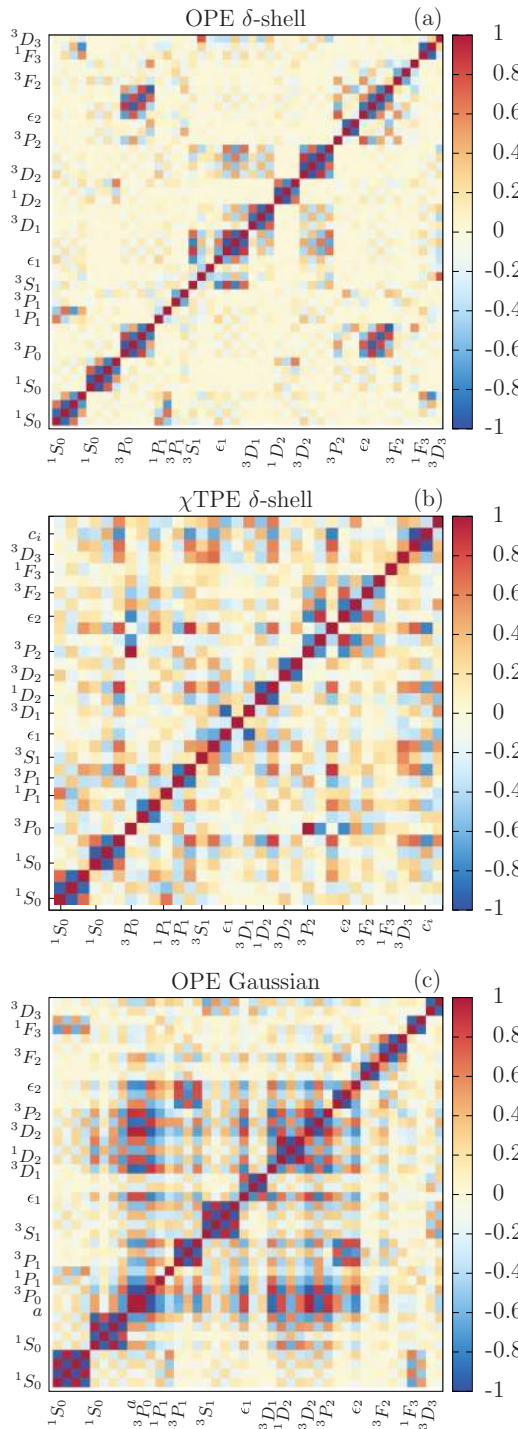 OPE δ-shell (a)
³D₃
¹F₃
³F₂
ϵ₂
³P₂
³D₂
¹D₂
³D₁
ϵ₁
³S₁
³P₁
¹P₁
³P₀
¹S₀
¹S₀
¹S₀ ¹S₀ ³P₀ ¹P₁ ³P₁ ³S₁ ϵ₁ ³D₁ ¹D₂ ³D₂ ³P₂ ϵ₂ ³F₂ ¹F₃ ³D₃
1
0.8
0.6
0.4
0.2
0
-0.2
-0.4
-0.6
-0.8
-1
χTPE δ-shell (b)
cᵢ
³D₃
¹F₃
³F₂
ϵ₂
³P₂
³D₂
¹D₂
³D₁
ϵ₁
³S₁
³P₁
¹P₁
³P₀
¹S₀
¹S₀
¹S₀ ¹S₀ ³P₀ ¹P₁ ³P₁ ³S₁ ϵ₁ ³D₁ ¹D₂ ³D₂ ³P₂ ϵ₂ ³F₂ ¹F₃ ³D₃ cᵢ
1
0.8
0.6
0.4
0.2
0
-0.2
-0.4
-0.6
-0.8
-1
OPE Gaussian (c)
³D₃
¹F₃
³F₂
ϵ₂
³P₂
³D₂
¹D₂
³D₁
ϵ₁
³S₁
³P₁
¹P₁
³P₀
a
¹S₀
¹S₀
¹S₀ ¹S₀ a ³P₀ ¹P₁ ³P₁ ³S₁ ϵ₁ ³D₁ ¹D₂ ³D₂ ³P₂ ϵ₂ ³F₂ ¹F₃ ³D₃
1
0.8
0.6
0.4
0.2
0
-0.2
-0.4
-0.6
-0.8
-1